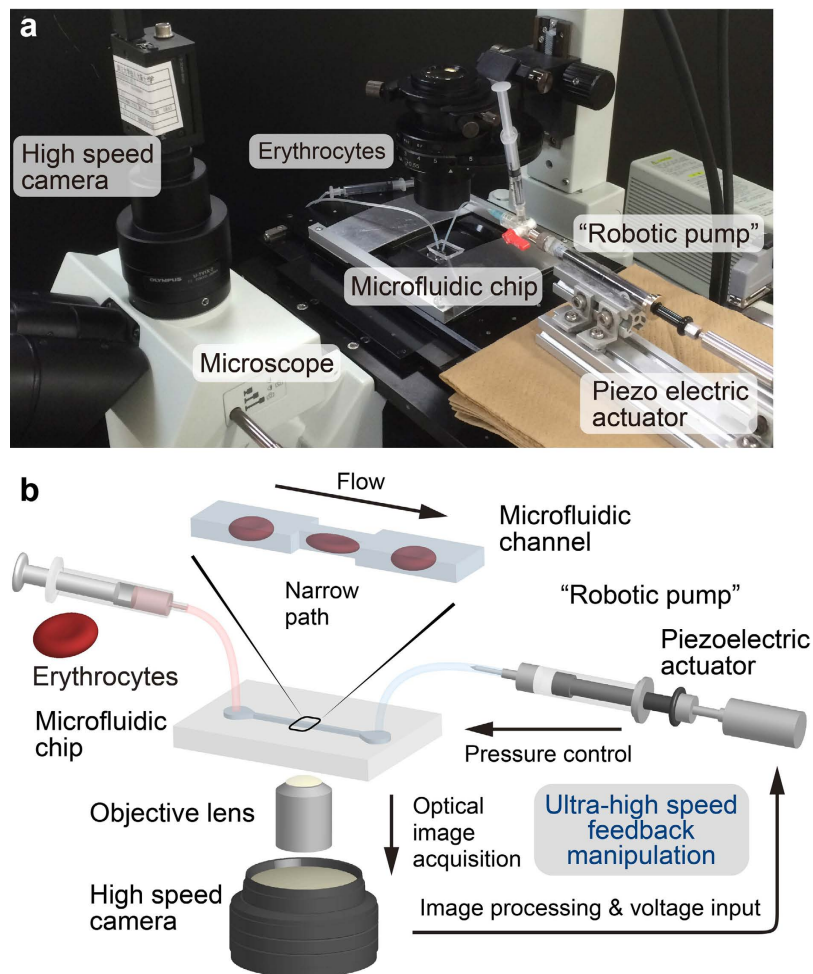 a
High speed
camera
Erythrocytes
"Robotic pump"
Microfluidic chip
OLYMPUS
Microscope
Piezo electric
actuator
b
Flow
Microfluidic
channel
Narrow
path
"Robotic pump"
Erythrocytes
Piezoelectric
actuator
Microfluidic
chip
Pressure control
Objective lens
Optical
image
acquisition
Ultra-high speed
feedback
manipulation
High speed
camera
Image processing & voltage input